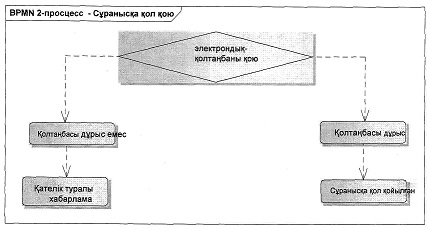 BPMN 2-просцесс - Сұранысқа қол қою
электрондық-
қолтаңбаны қою
Қолтаңбасы дұрыс емес
Қолтаңбасы дұрыс
Қателік туралы
хабарлама
Сұранысқа қол қойылған